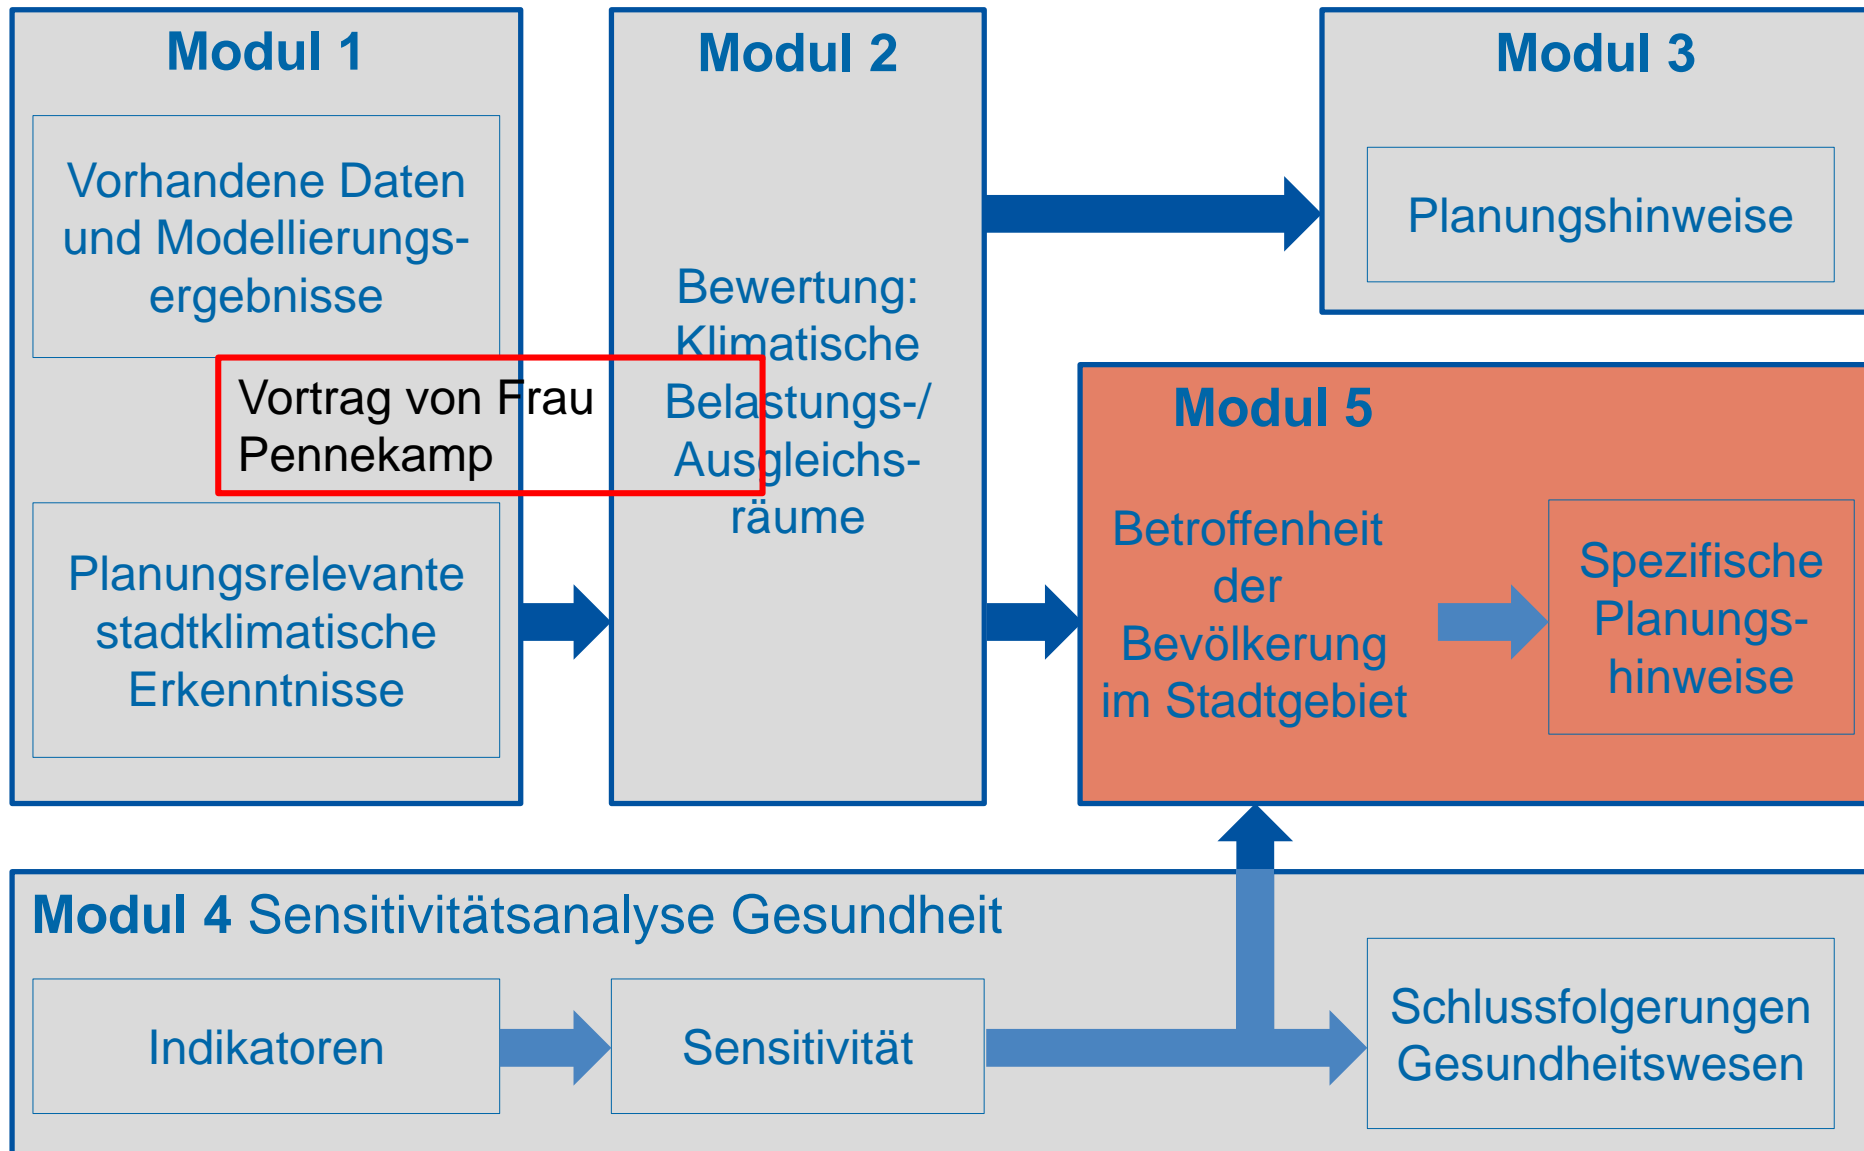 Modul 1
Vorhandene Daten
und Modellierungs-
ergebnisse
Vortrag von Frau
Pennekamp
Planungsrelevante
stadtklimatische
Erkenntnisse
Modul 2
Bewertung:
Klimatische
Belastungs-/
Ausgleichs-
räume
Modul 3
Planungshinweise
Modul 5
Betroffenheit
der
Bevölkerung
im Stadtgebiet
Spezifische
Planungs-
hinweise
Modul 4 Sensitivitätsanalyse Gesundheit
Indikatoren
Sensitivität
Schlussfolgerungen
Gesundheitswesen